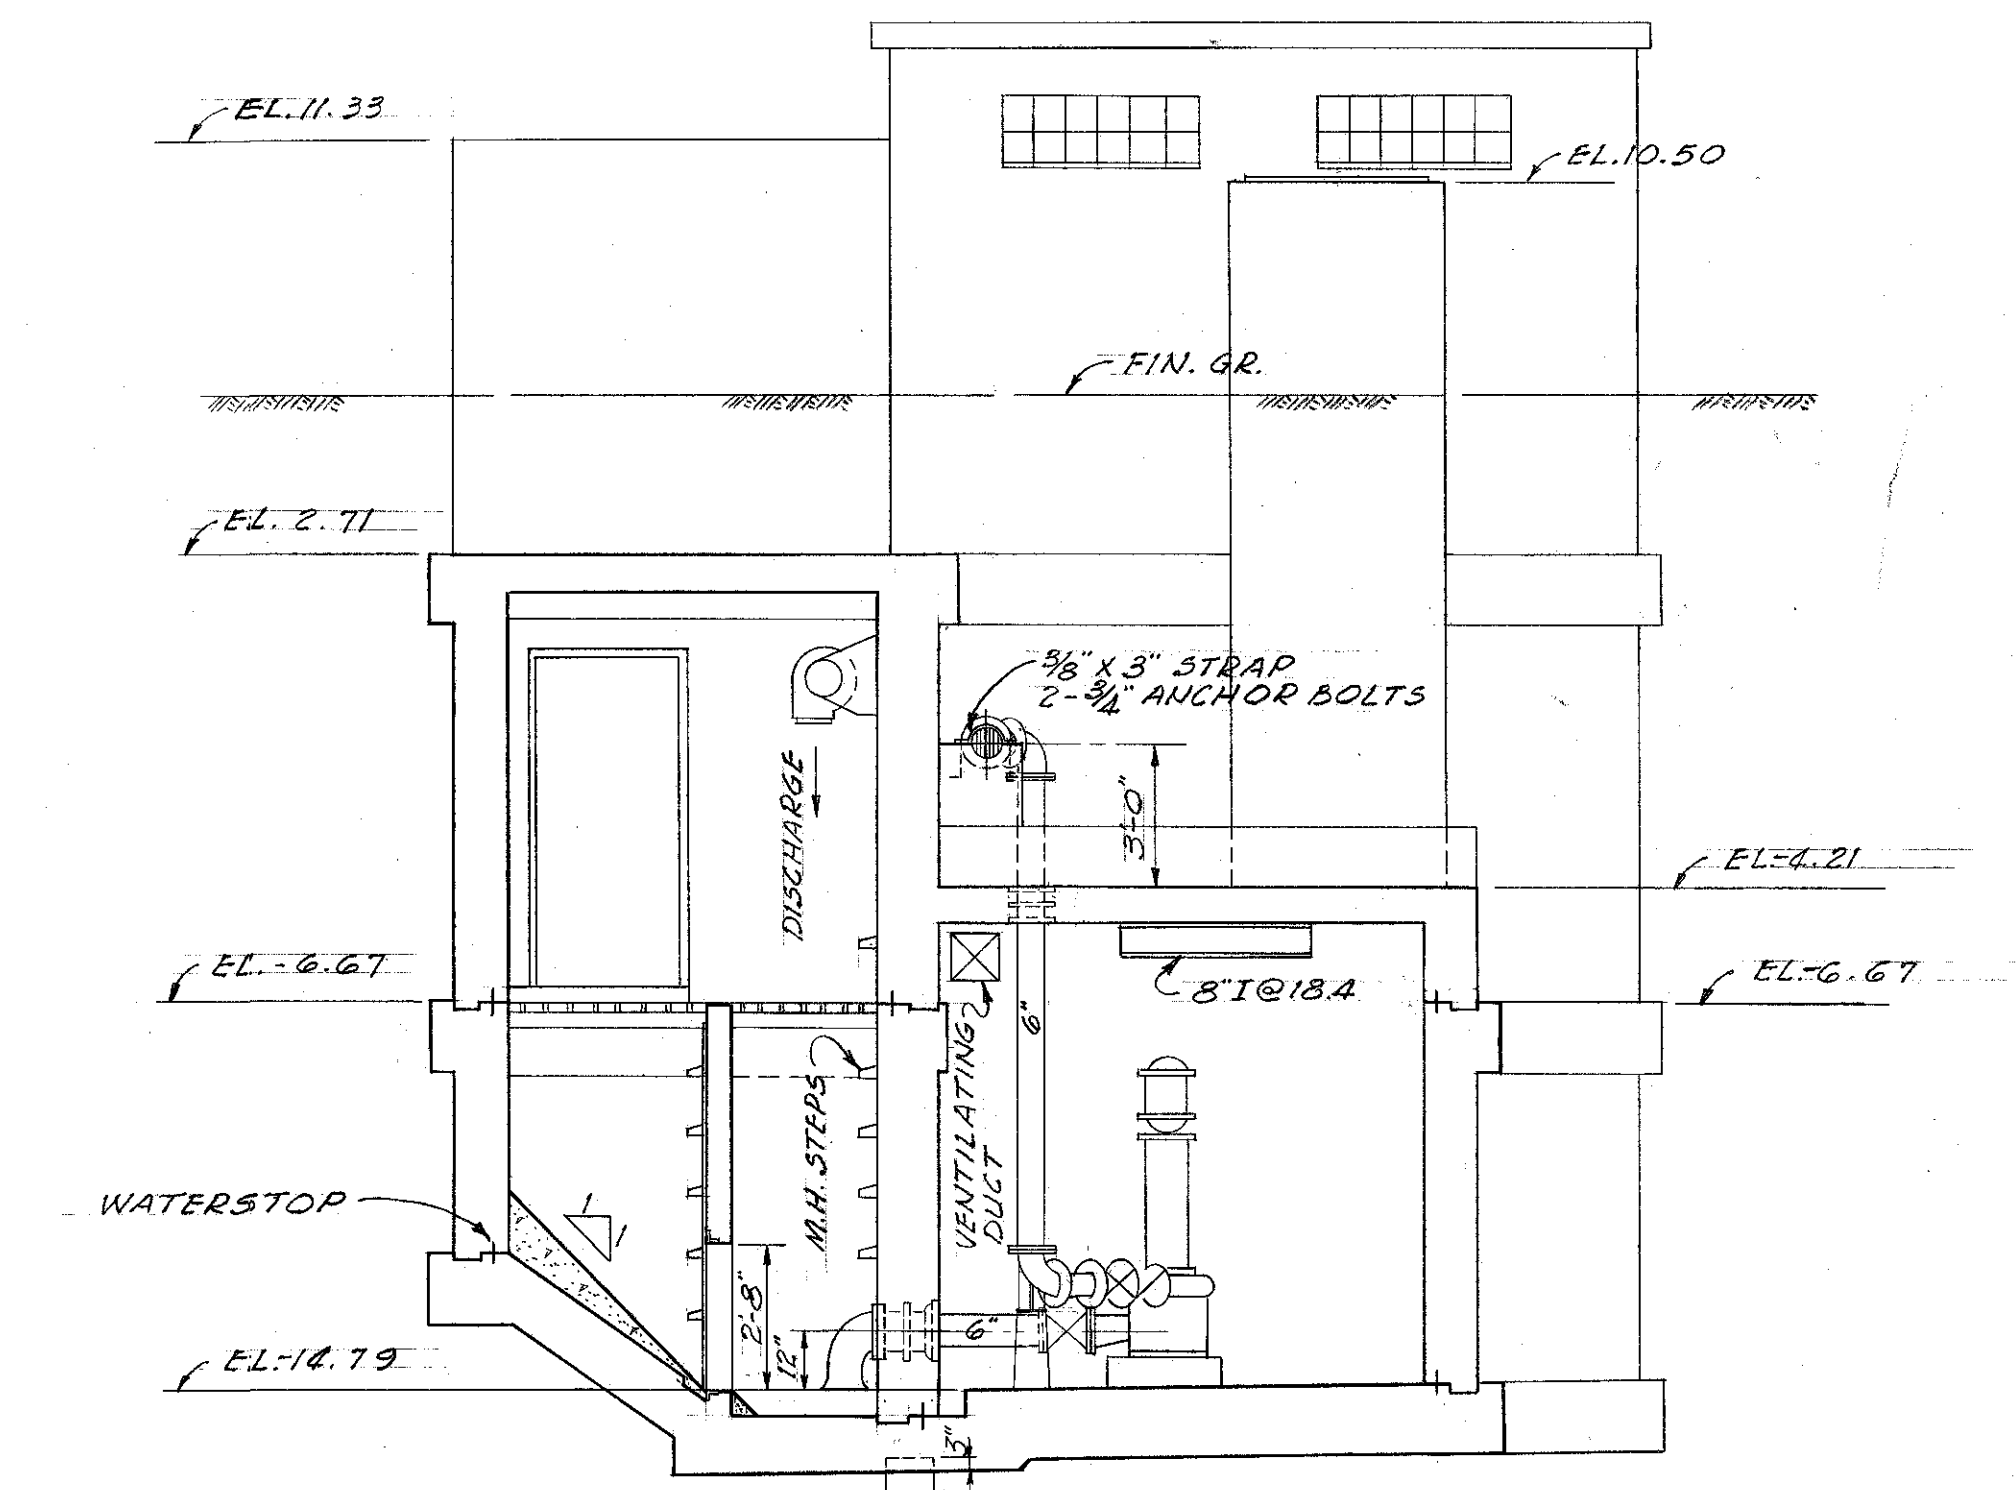 EL. 11.33
EL. 10.50
FIN. GR.
EL. 2.71
3/8" X 3" STRAP
2-3/4" ANCHOR BOLTS
DISCHARGE
3'-0"
EL-4.21
EL.-6.67
EL-6.67
8" I @ 18.4
6"
VENTILATING
DUCT
M.H. STEPS
WATERSTOP
1
1
2'-8"
12"
6"
EL-14.79
3"